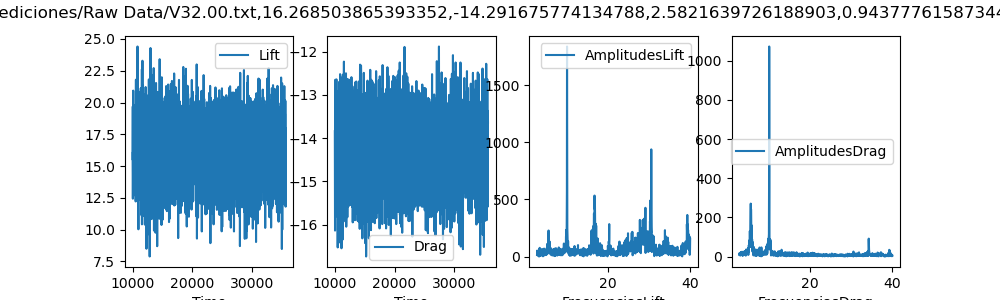 ediciones/Raw Data/V32.00.txt,16.268503865393352,-14.291675774134788,2.5821639726188903,0.94377761587344
25.0
22.5
20.0
17.5
15.0
12.5
10.0
7.5
10000 20000 30000
Time
Lift
−12
−13
−14
−15
−16
10000 20000 30000
Time
Drag
1500
1000
500
0
20 40
FrequenciesLift
AmplitudesLift
1000
800
600
400
200
0
20 40
FrequenciesDrag
AmplitudesDrag